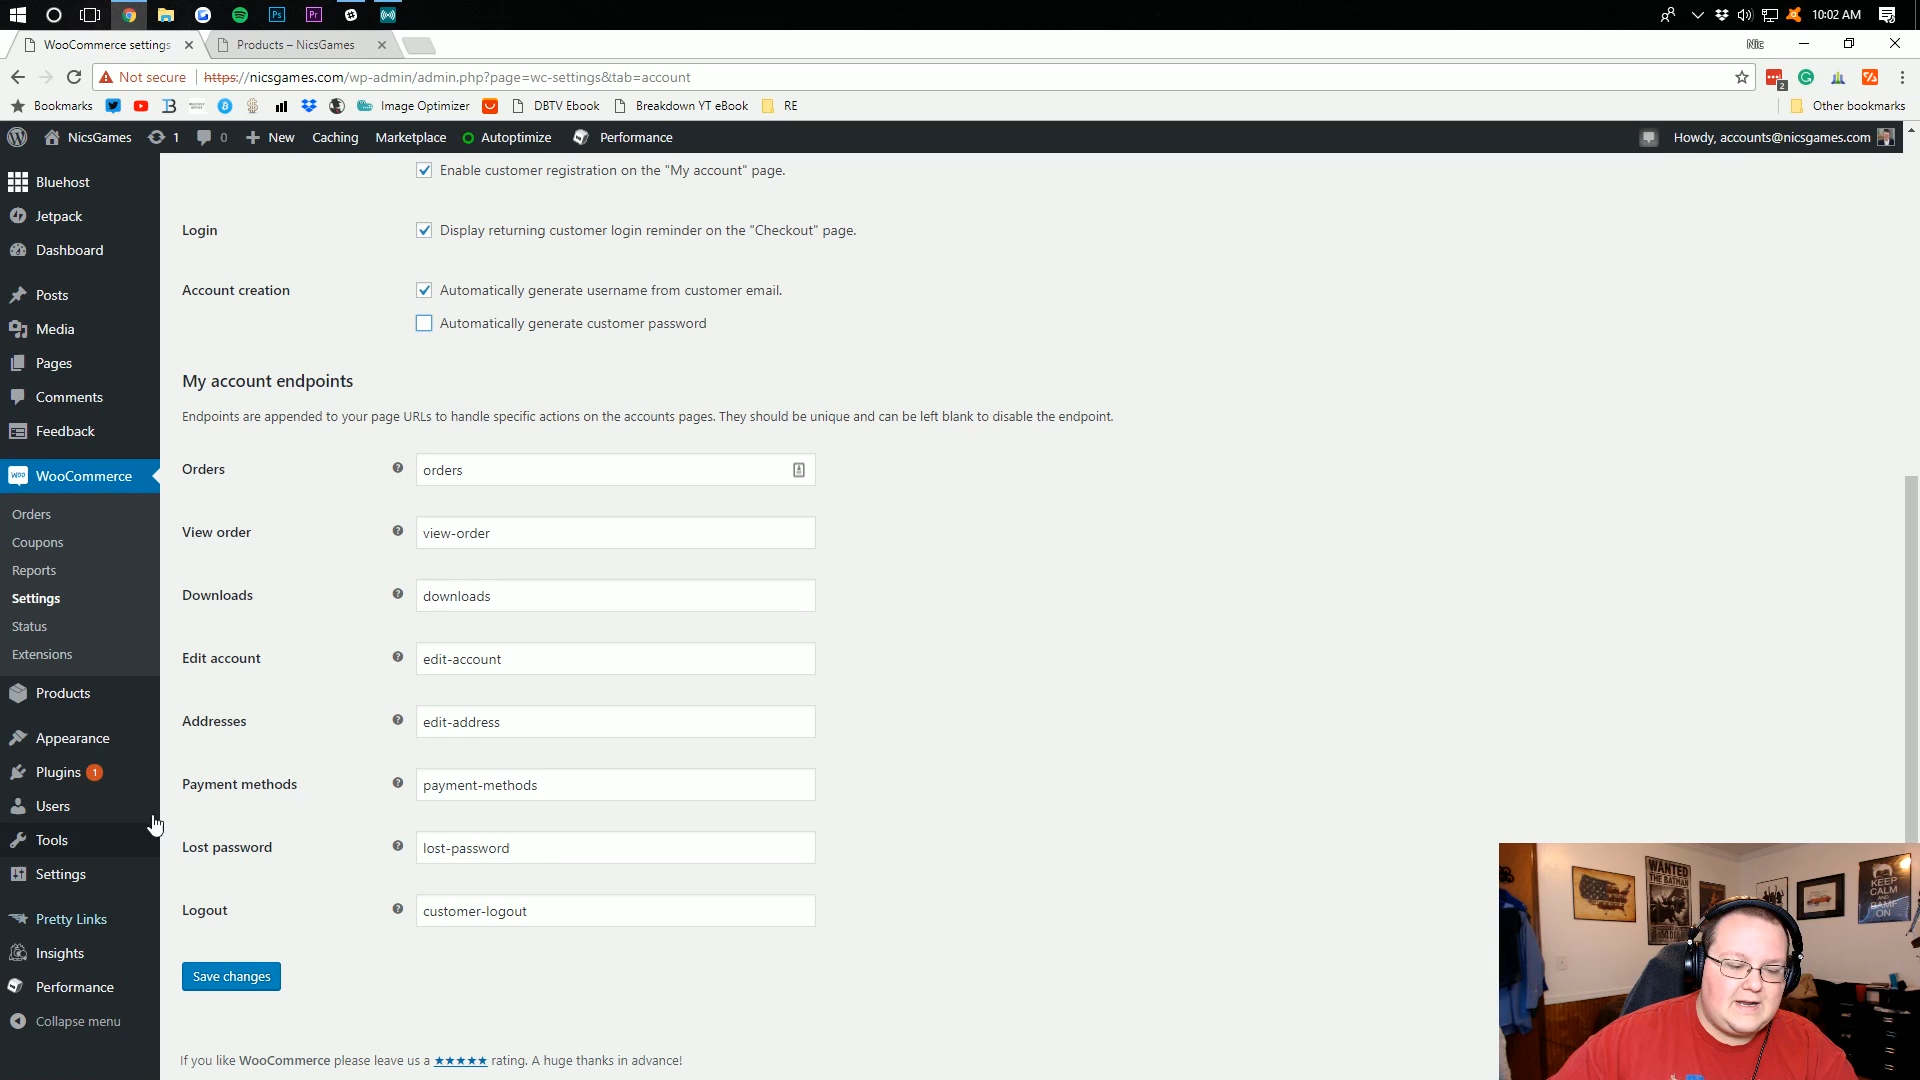 10:02 AM
WooCommerce settings
Products – NicsGames
Nic
Not secure
https://nicsgames.com/wp-admin/admin.php?page=wc-settings&tab=account
2
Bookmarks
Image Optimizer
DBTV Ebook
Breakdown YT eBook
RE
Other bookmarks
NicsGames
1
0
New
Caching
Marketplace
Autoptimize
Performance
Howdy, accounts@nicsgames.com
Bluehost
Jetpack
Dashboard
Posts
Media
Pages
Comments
Feedback
WooCommerce
Orders
Coupons
Reports
Settings
Status
Extensions
Products
Appearance
Plugins 1
Users
Tools
Settings
Pretty Links
Insights
Performance
Collapse menu
Enable customer registration on the "My account" page.
Login
Display returning customer login reminder on the "Checkout" page.
Account creation
Automatically generate username from customer email.
Automatically generate customer password
My account endpoints
Endpoints are appended to your page URLs to handle specific actions on the accounts pages. They should be unique and can be left blank to disable the endpoint.
Orders
orders
View order
view-order
Downloads
downloads
Edit account
edit-account
Addresses
edit-address
Payment methods
payment-methods
Lost password
lost-password
Logout
customer-logout
Save changes
If you like WooCommerce please leave us a ★★★★★ rating. A huge thanks in advance!
WANTED
THE BATMAN
KEEP
CALM
AND
BAMF
ON